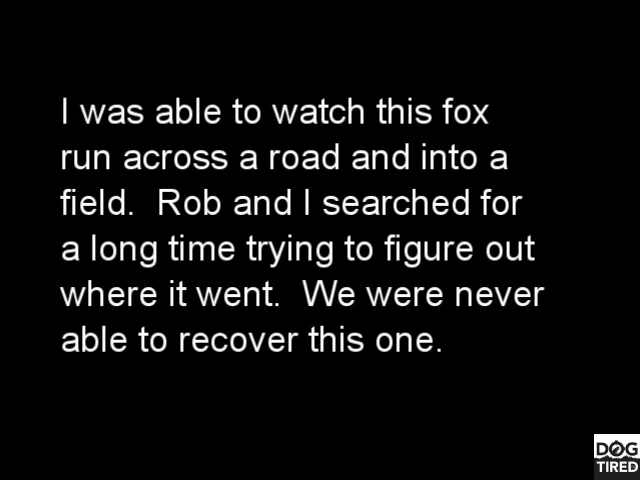 I was able to watch this fox
run across a road and into a
field.  Rob and I searched for
a long time trying to figure out
where it went.  We were never
able to recover this one.
DOG
TIRED